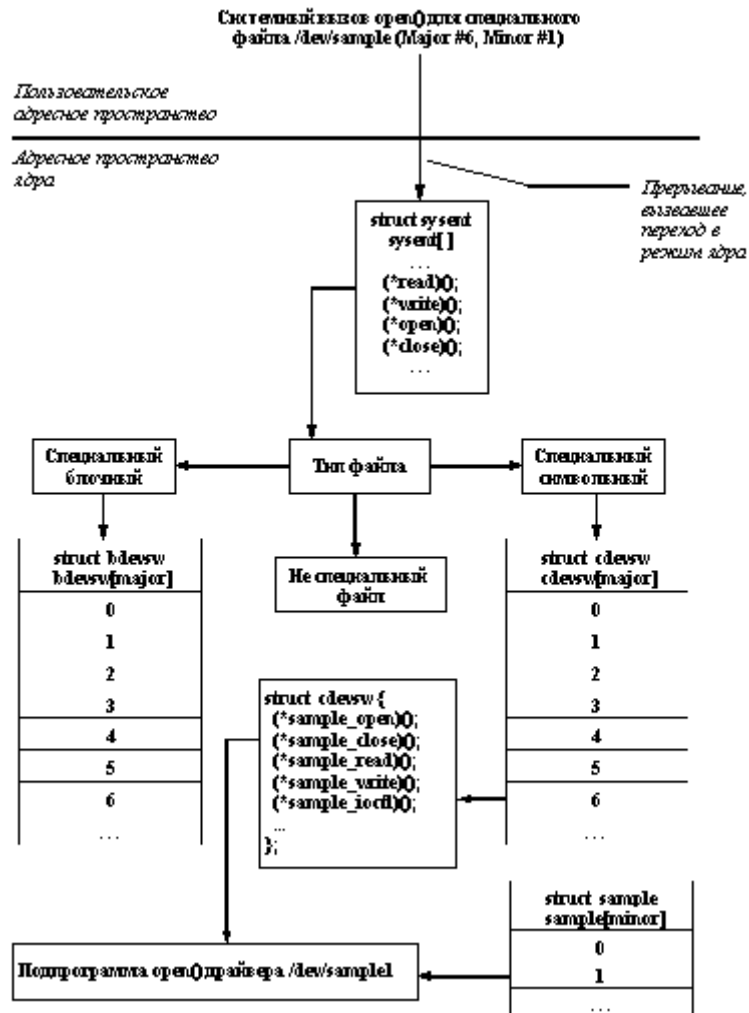 Системный вызов open() для специального
файла /dev/sample (Major #6, Minor #1)
Пользовательское
адресное пространство
Адресное пространство
ядра
Прерывание,
вызвавшее
переход в
режим ядра
struct sysent
sysent[ ]
...
(*read)();
(*write)();
(*open)();
(*close)();
...
Специальный
блочный
Тип файла
Специальный
символьный
Не специальный
файл
struct bdevsw
bdevsw[major]
0
1
2
3
4
5
6
...
struct cdevsw {
(*sample_open)();
(*sample_close)();
(*sample_read)();
(*sample_write)();
(*sample_ioctl)();
...
};
struct cdevsw
cdevsw[major]
0
1
2
3
4
5
6
...
struct sample
sample[minor]
0
1
...
Подпрограмма open() драйвера /dev/sample1